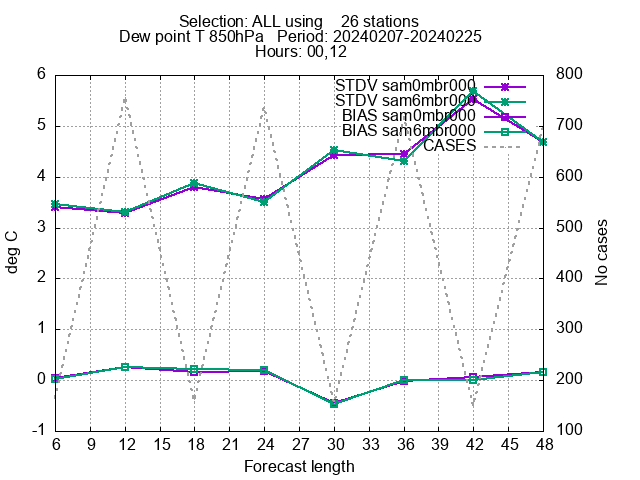 Selection: ALL using    26 stations
Dew point T 850hPa   Period: 20240207-20240225
Hours: 00,12
STDV sam0mbr000
STDV sam6mbr000
BIAS sam0mbr000
BIAS sam6mbr000
CASES
6
5
4
3
2
1
0
-1
deg C
800
700
600
500
400
300
200
100
No cases
6 9 12 15 18 21 24 27 30 33 36 39 42 45 48
Forecast length